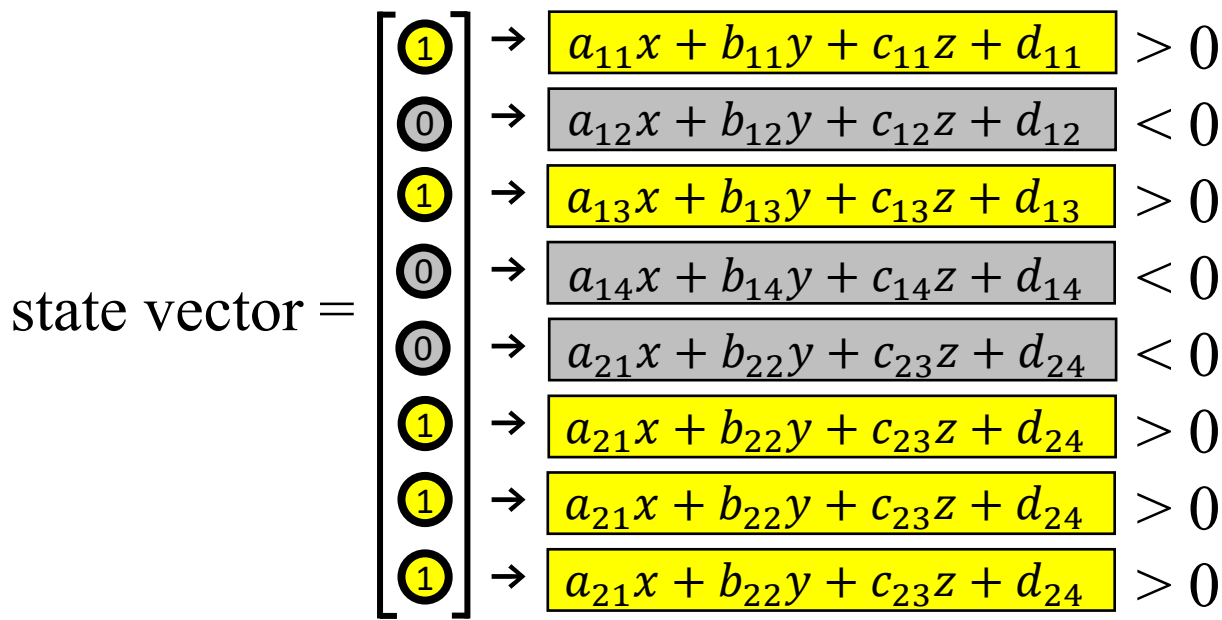 1 → a₁₁x + b₁₁y + c₁₁z + d₁₁ > 0
0 → a₁₂x + b₁₂y + c₁₂z + d₁₂ < 0
1 → a₁₃x + b₁₃y + c₁₃z + d₁₃ > 0
0 → a₁₄x + b₁₄y + c₁₄z + d₁₄ < 0
state vector =
0 → a₂₁x + b₂₂y + c₂₃z + d₂₄ < 0
1 → a₂₁x + b₂₂y + c₂₃z + d₂₄ > 0
1 → a₂₁x + b₂₂y + c₂₃z + d₂₄ > 0
1 → a₂₁x + b₂₂y + c₂₃z + d₂₄ > 0